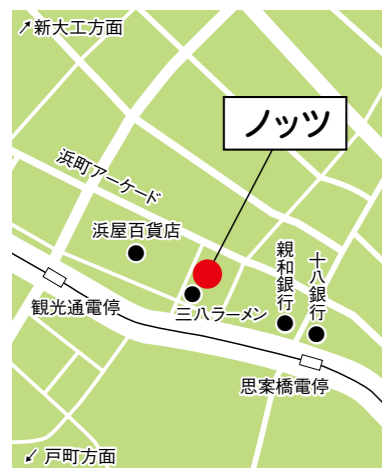 ↗新大工方面
ノッツ
浜町アーケード
浜屋百貨店
親和銀行
十八銀行
三八ラーメン
観光通電停
思案橋電停
↙戸町方面